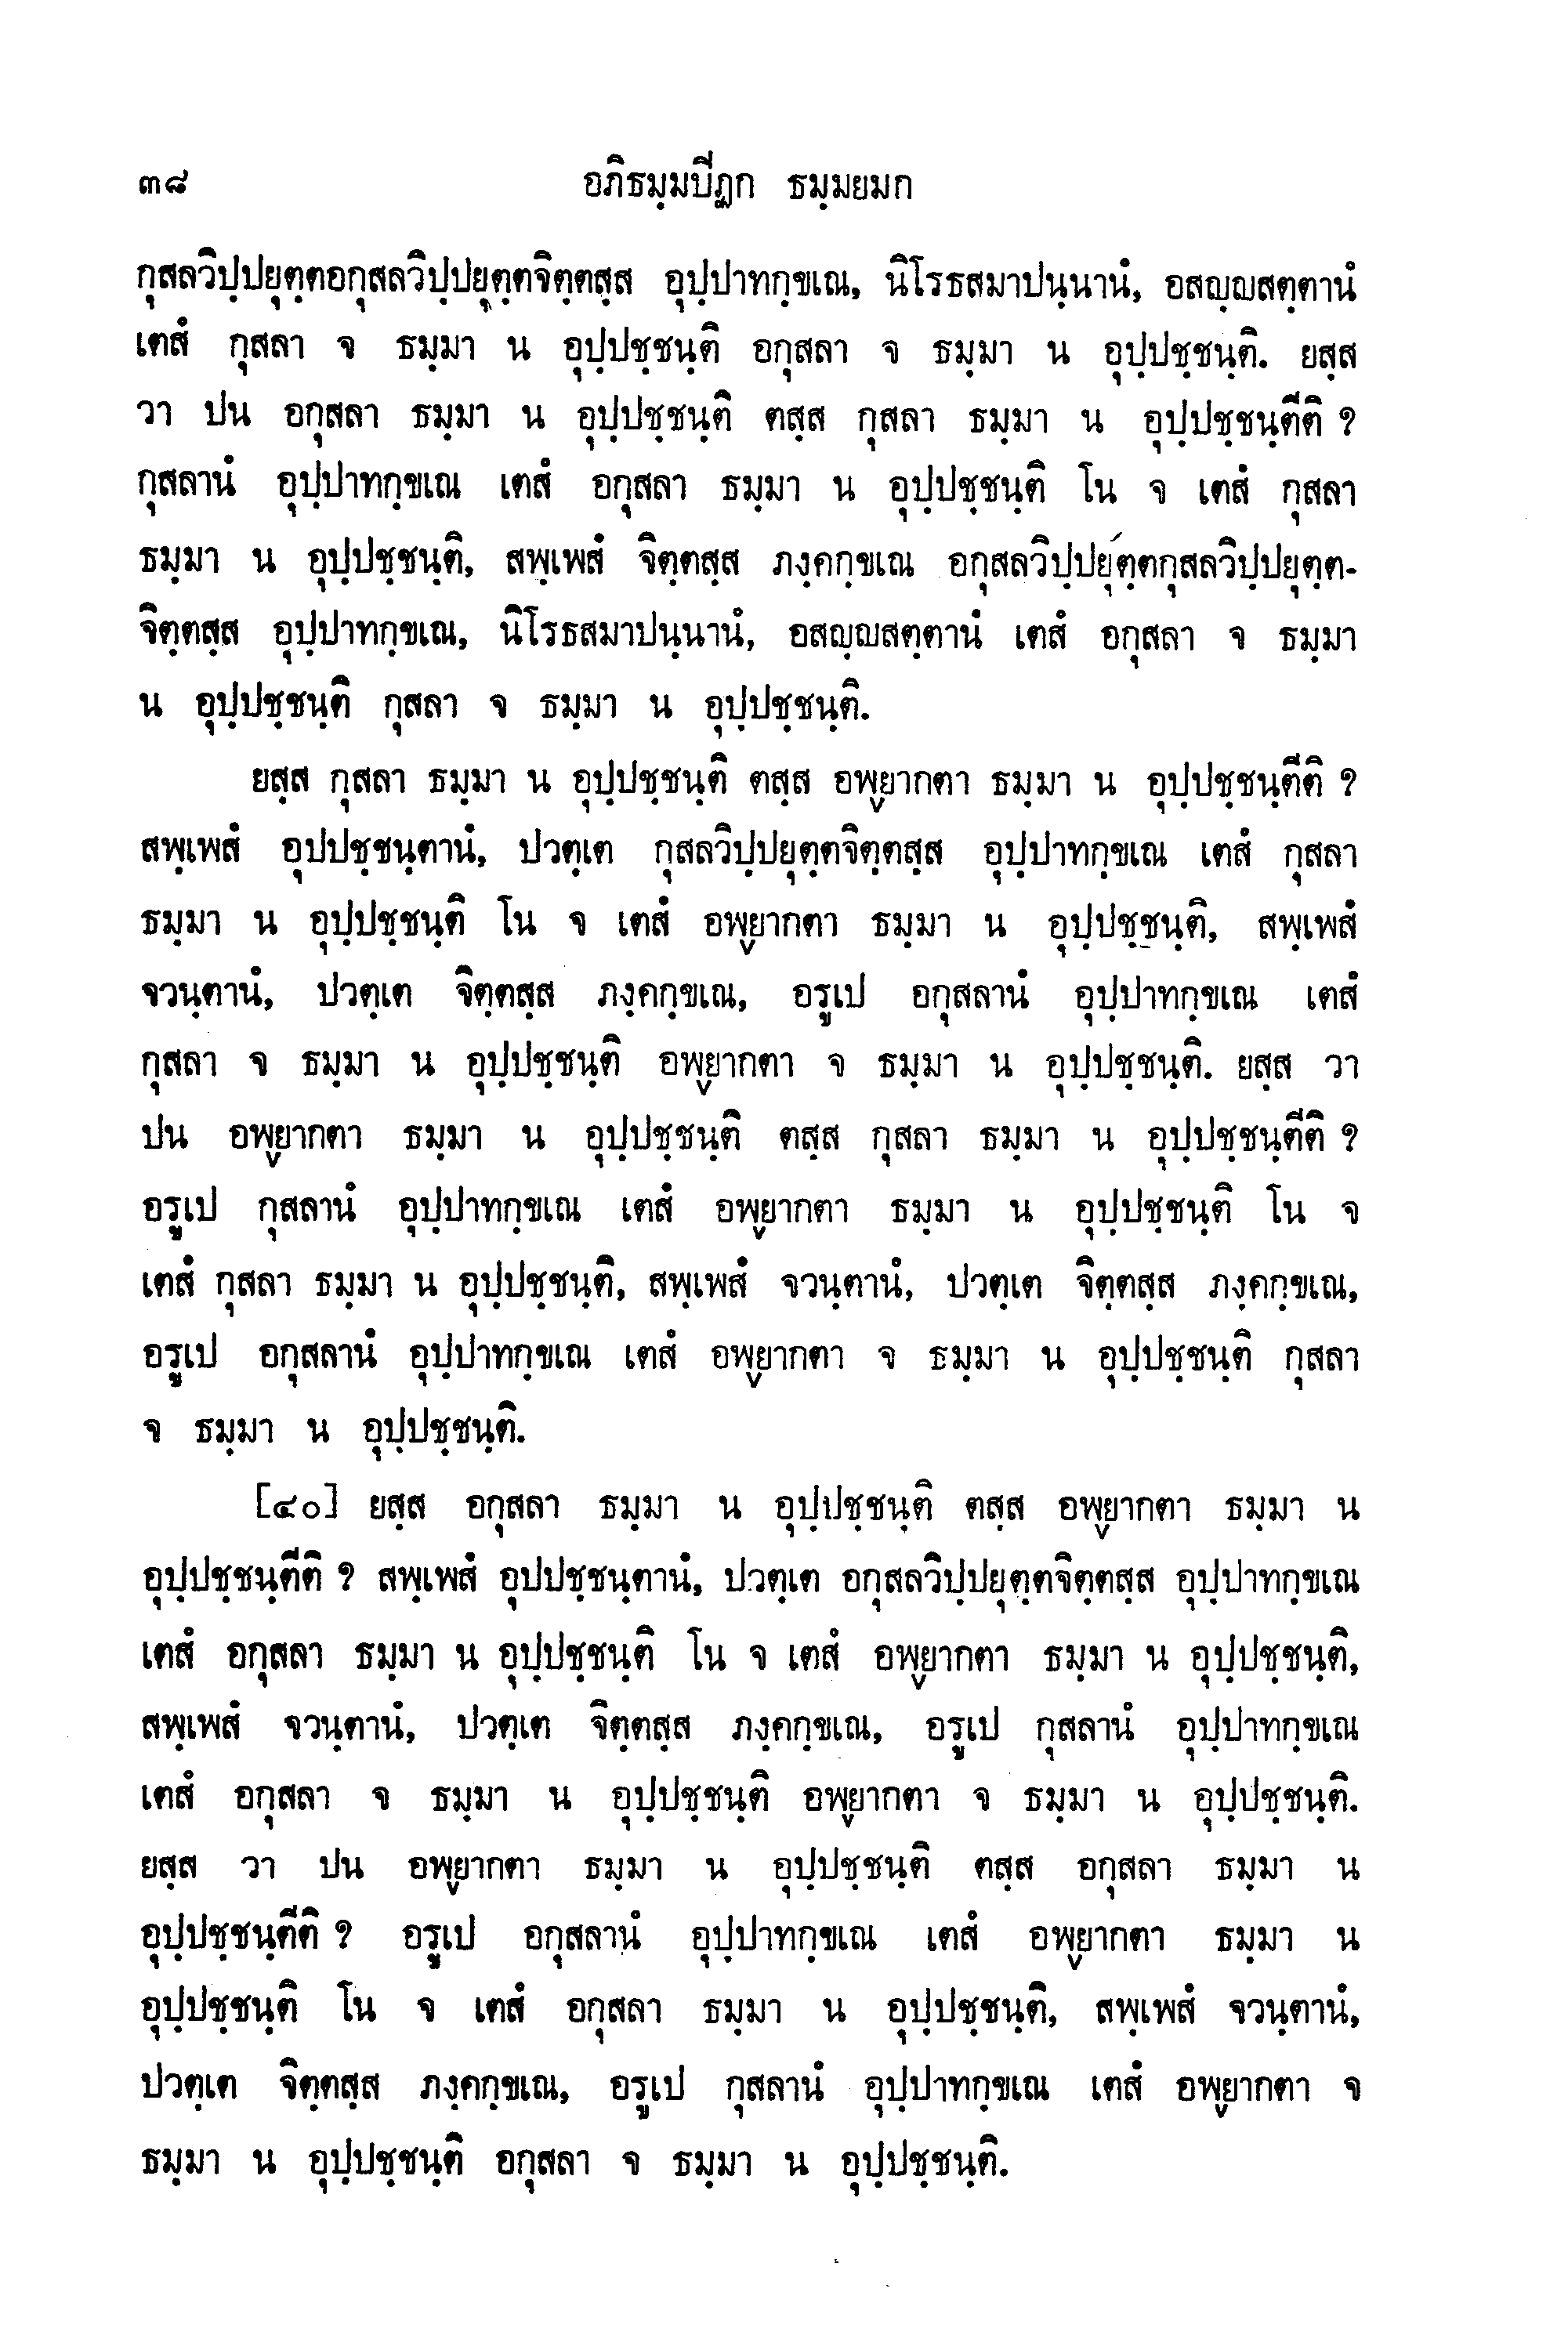 ๓๘ อภิธมฺมปีฏก ธมฺมยมก
กุสลวิปฺปยุตฺตอกุสลวิปฺปยุตฺตจิตฺตสฺส อุปฺปาทกฺขเณ, นิโรธสมาปนฺนานํ, อสญฺญสตฺตานํ
เตสํ กุสลา จ ธมฺมา น อุปฺปชฺชนฺติ อกุสลา จ ธมฺมา น อุปฺปชฺชนฺติ. ยสฺส
วา ปน อกุสลา ธมฺมา น อุปฺปชฺชนฺติ ตสฺส กุสลา ธมฺมา น อุปฺปชฺชนฺตีติ ?
กุสลานํ อุปฺปาทกฺขเณ เตสํ อกุสลา ธมฺมา น อุปฺปชฺชนฺติ โน จ เตสํ กุสลา
ธมฺมา น อุปฺปชฺชนฺติ, สพฺเพสํ จิตฺตสฺส ภงฺคกฺขเณ อกุสลวิปฺปยุตฺตกุสลวิปฺปยุตฺต-
จิตฺตสฺส อุปฺปาทกฺขเณ, นิโรธสมาปนฺนานํ, อสญฺญสตฺตานํ เตสํ อกุสลา จ ธมฺมา
น อุปฺปชฺชนฺติ กุสลา จ ธมฺมา น อุปฺปชฺชนฺติ.
ยสฺส กุสลา ธมฺมา น อุปฺปชฺชนฺติ ตสฺส อพฺยากตา ธมฺมา น อุปฺปชฺชนฺตีติ ?
สพฺเพสํ อุปปชฺชนฺตานํ, ปวตฺเต กุสลวิปฺปยุตฺตจิตฺตสฺส อุปฺปาทกฺขเณ เตสํ กุสลา
ธมฺมา น อุปฺปชฺชนฺติ โน จ เตสํ อพฺยากตา ธมฺมา น อุปฺปชฺชนฺติ, สพฺเพสํ
จวนฺตานํ, ปวตฺเต จิตฺตสฺส ภงฺคกฺขเณ, อรูเป อกุสลานํ อุปฺปาทกฺขเณ เตสํ
กุสลา จ ธมฺมา น อุปฺปชฺชนฺติ อพฺยากตา จ ธมฺมา น อุปฺปชฺชนฺติ. ยสฺส วา
ปน อพฺยากตา ธมฺมา น อุปฺปชฺชนฺติ ตสฺส กุสลา ธมฺมา น อุปฺปชฺชนฺตีติ ?
อรูเป กุสลานํ อุปฺปาทกฺขเณ เตสํ อพฺยากตา ธมฺมา น อุปฺปชฺชนฺติ โน จ
เตสํ กุสลา ธมฺมา น อุปฺปชฺชนฺติ, สพฺเพสํ จวนฺตานํ, ปวตฺเต จิตฺตสฺส ภงฺคกฺขเณ,
อรูเป อกุสลานํ อุปฺปาทกฺขเณ เตสํ อพฺยากตา จ ธมฺมา น อุปฺปชฺชนฺติ กุสลา
จ ธมฺมา น อุปฺปชฺชนฺติ.
[๔๐] ยสฺส อกุสลา ธมฺมา น อุปฺปชฺชนฺติ ตสฺส อพฺยากตา ธมฺมา น
อุปฺปชฺชนฺตีติ ? สพฺเพสํ อุปปชฺชนฺตานํ, ปวตฺเต อกุสลวิปฺปยุตฺตจิตฺตสฺส อุปฺปาทกฺขเณ
เตสํ อกุสลา ธมฺมา น อุปฺปชฺชนฺติ โน จ เตสํ อพฺยากตา ธมฺมา น อุปฺปชฺชนฺติ,
สพฺเพสํ จวนฺตานํ, ปวตฺเต จิตฺตสฺส ภงฺคกฺขเณ, อรูเป กุสลานํ อุปฺปาทกฺขเณ
เตสํ อกุสลา จ ธมฺมา น อุปฺปชฺชนฺติ อพฺยากตา จ ธมฺมา น อุปฺปชฺชนฺติ.
ยสฺส วา ปน อพฺยากตา ธมฺมา น อุปฺปชฺชนฺติ ตสฺส อกุสลา ธมฺมา น
อุปฺปชฺชนฺตีติ ? อรูเป อกุสลานํ อุปฺปาทกฺขเณ เตสํ อพฺยากตา ธมฺมา น
อุปฺปชฺชนฺติ โน จ เตสํ อกุสลา ธมฺมา น อุปฺปชฺชนฺติ, สพฺเพสํ จวนฺตานํ,
ปวตฺเต จิตฺตสฺส ภงฺคกฺขเณ, อรูเป กุสลานํ อุปฺปาทกฺขเณ เตสํ อพฺยากตา จ
ธมฺมา น อุปฺปชฺชนฺติ อกุสลา จ ธมฺมา น อุปฺปชฺชนฺติ.